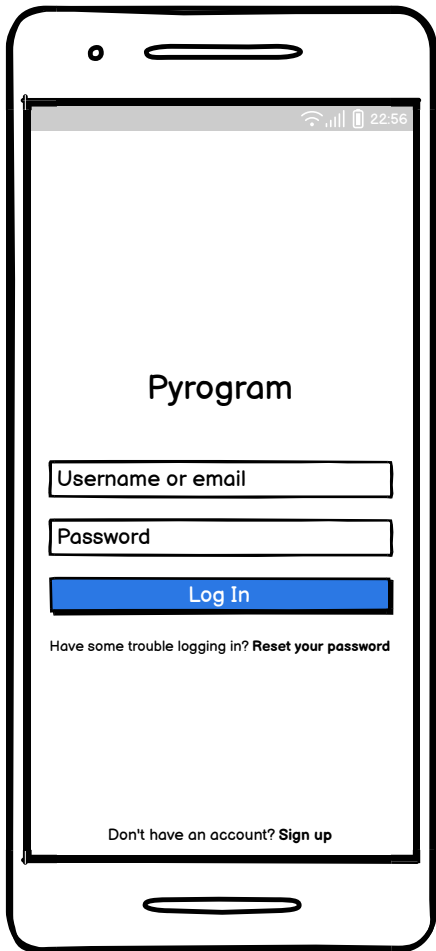 22:56
Pyrogram
Username or email
Password
Log In
Have some trouble logging in? Reset your password
Don't have an account? Sign up